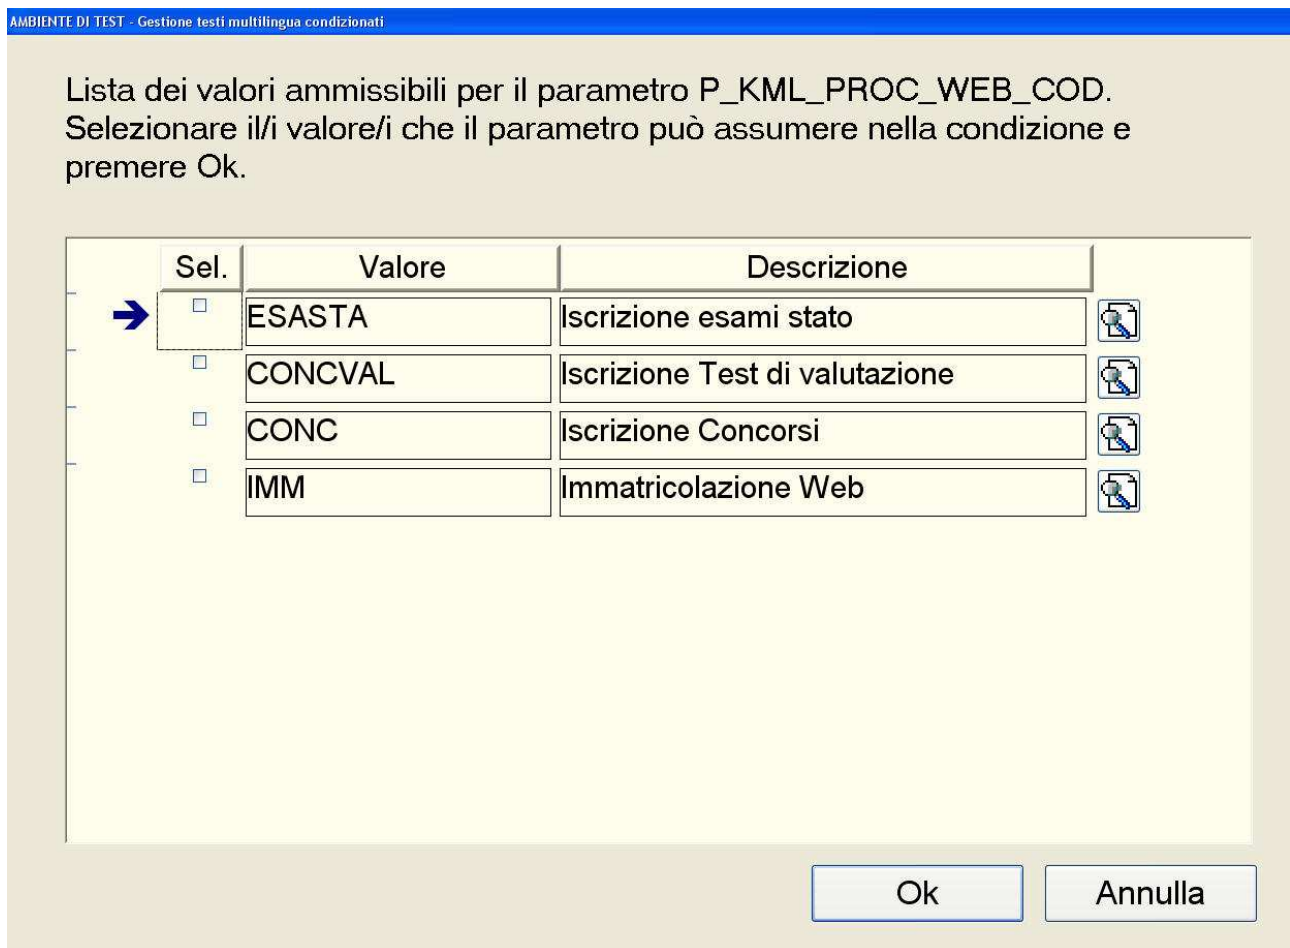 AMBIENTE DI TEST - Gestione testi multilingua condizionati
Lista dei valori ammissibili per il parametro P_KML_PROC_WEB_COD.
Selezionare il/i valore/i che il parametro può assumere nella condizione e
premere Ok.
Sel. Valore Descrizione
ESASTA Iscrizione esami stato
CONCVAL Iscrizione Test di valutazione
CONC Iscrizione Concorsi
IMM Immatricolazione Web
Ok Annulla